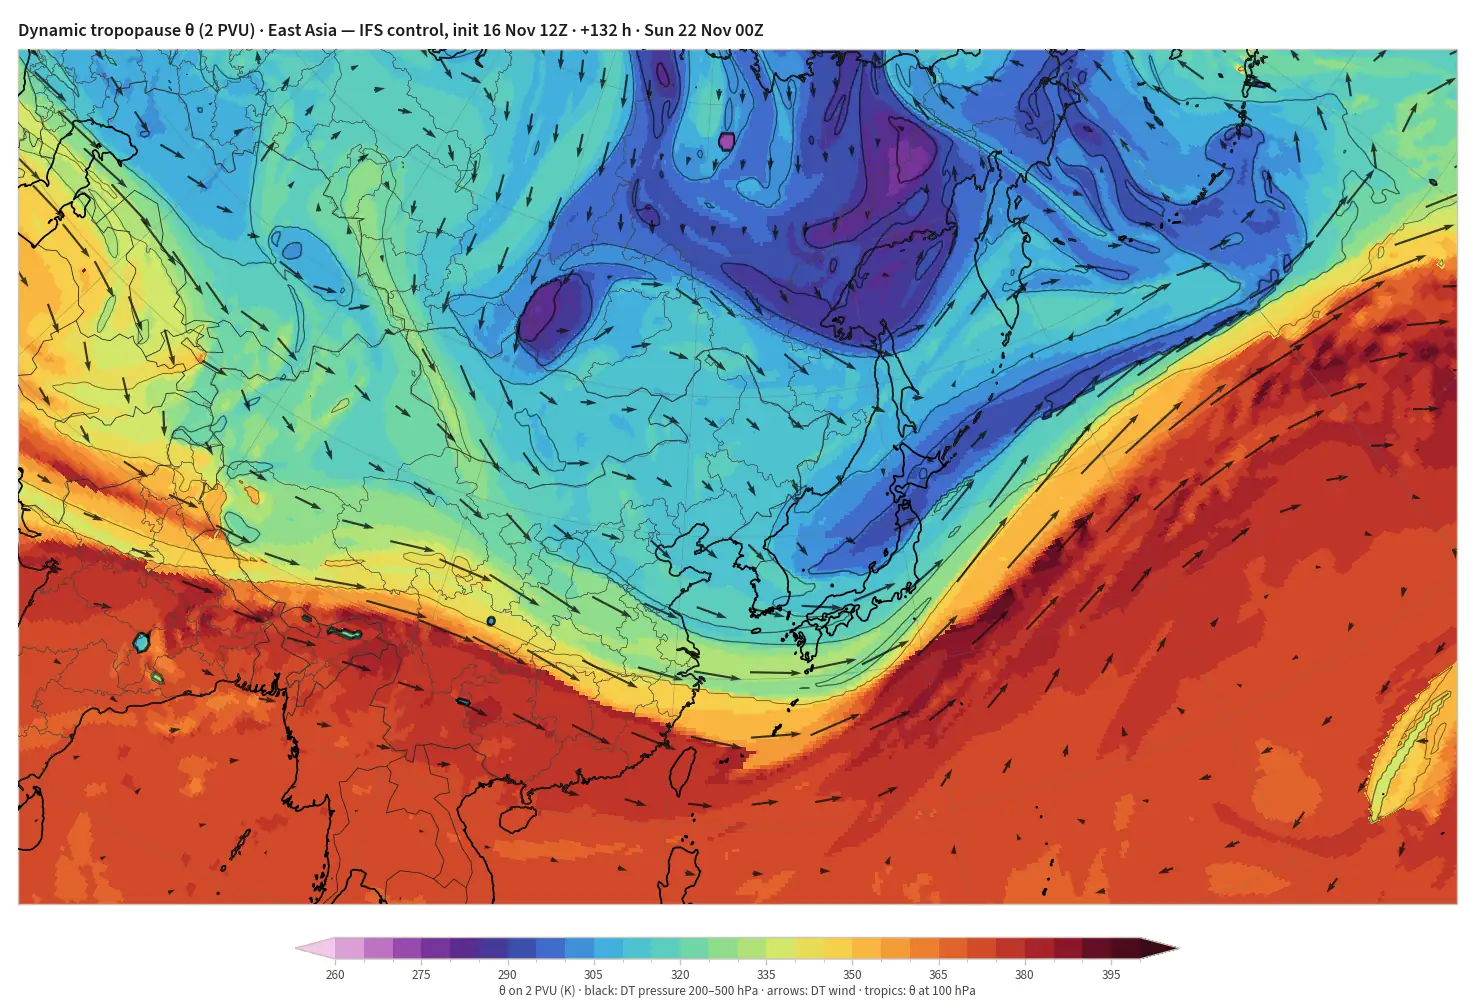 Dynamic tropopause θ (2 PVU) · East Asia — IFS control, init 16 Nov 12Z · +132 h · Sun 22 Nov 00Z
260 275 290 305 320 335 350 365 380 395
θ on 2 PVU (K) · black: DT pressure 200–500 hPa · arrows: DT wind · tropics: θ at 100 hPa